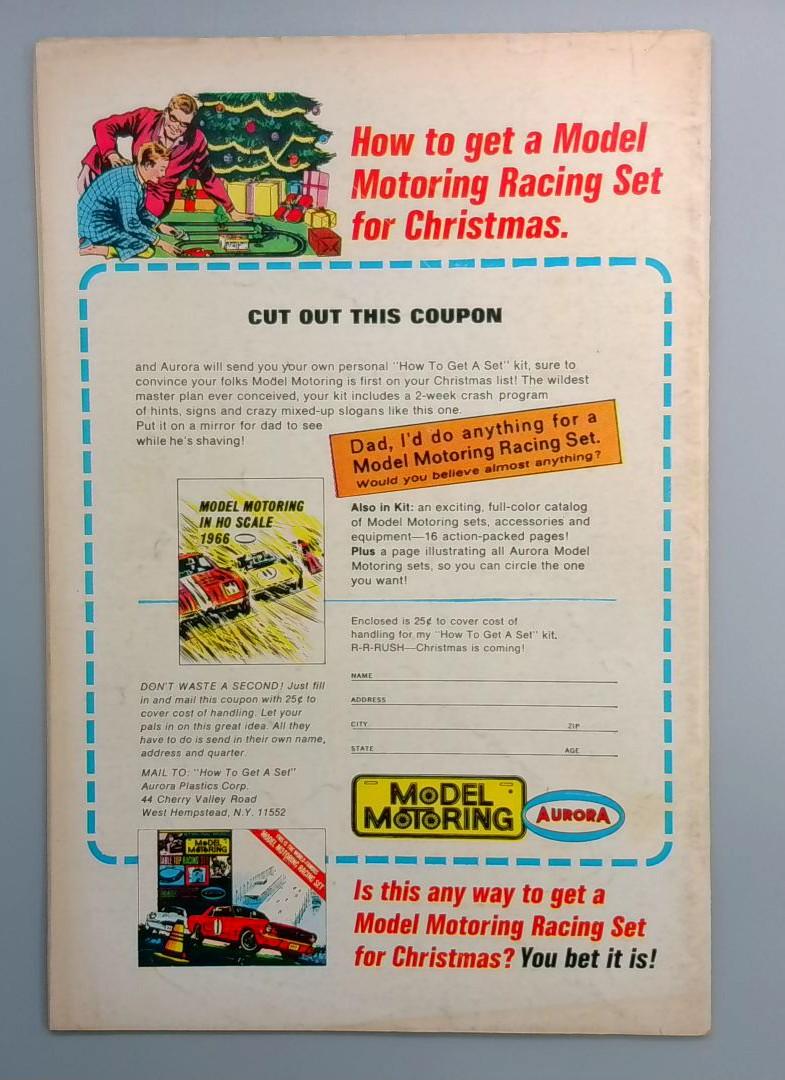 How to get a Model
Motoring Racing Set
for Christmas.
CUT OUT THIS COUPON
and Aurora will send you your own personal "How To Get A Set" kit, sure to
convince your folks Model Motoring is first on your Christmas list! The wildest
master plan ever conceived, your kit includes a 2-week crash program
of hints, signs and crazy mixed-up slogans like this one.
Put it on a mirror for dad to see
while he's shaving!
Dad, I'd do anything for a
Model Motoring Racing Set.
Would you believe almost anything?
MODEL MOTORING
IN HO SCALE
1966
Also in Kit: an exciting, full-color catalog
of Model Motoring sets, accessories and
equipment—16 action-packed pages!
Plus a page illustrating all Aurora Model
Motoring sets, so you can circle the one
you want!
Enclosed is 25¢ to cover cost of
handling for my "How To Get A Set" kit.
R-R-RUSH—Christmas is coming!
NAME
ADDRESS
CITY ZIP
STATE AGE
DON'T WASTE A SECOND! Just fill
in and mail this coupon with 25¢ to
cover cost of handling. Let your
pals in on this great idea. All they
have to do is send in their own name,
address and quarter.
MAIL TO: "How To Get A Set"
Aurora Plastics Corp.
44 Cherry Valley Road
West Hempstead, N.Y. 11552
MODEL
MOTORING
AURORA
MODEL
MOTORING
TABLE TOP RACING
MODEL MOTORING RACING SET
1
Is this any way to get a
Model Motoring Racing Set
for Christmas? You bet it is!